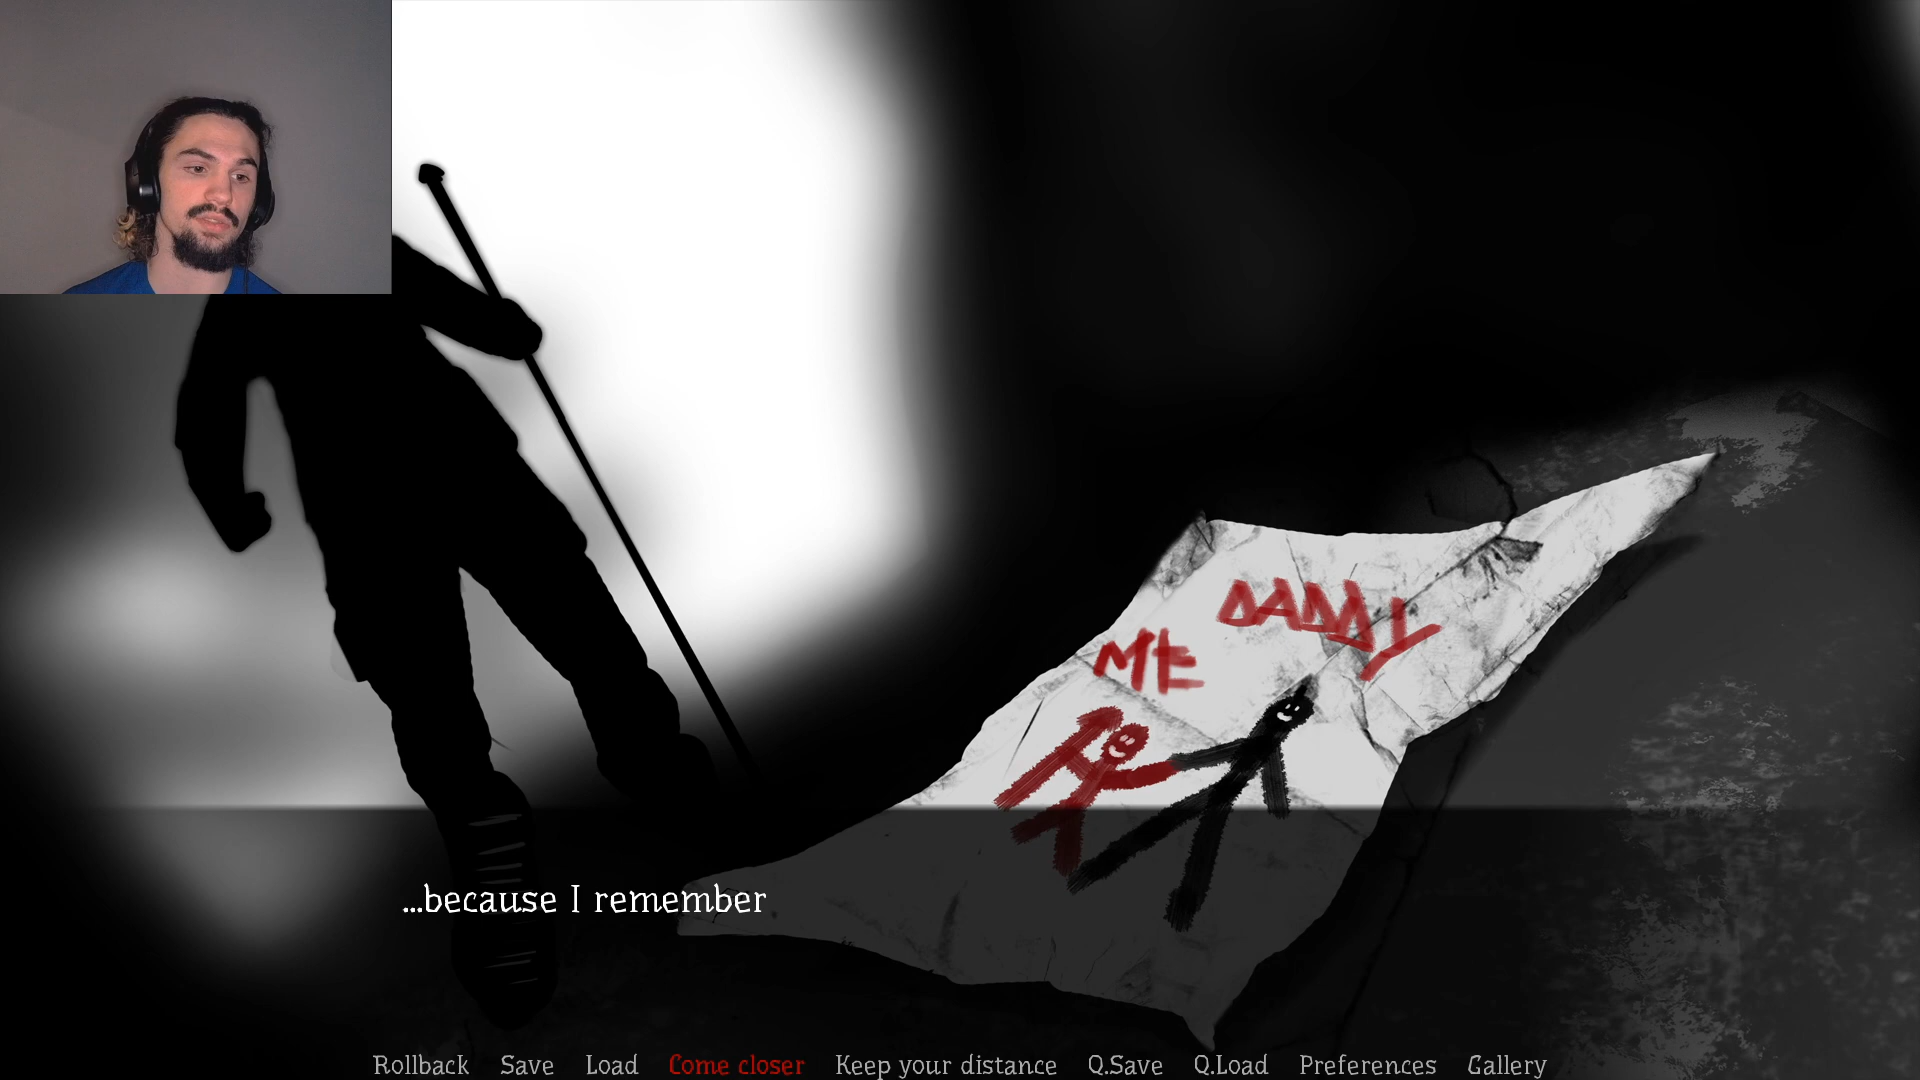 DADDY
ME
...because I remember
Rollback Save Load Come closer Keep your distance Q.Save Q.Load Preferences Gallery